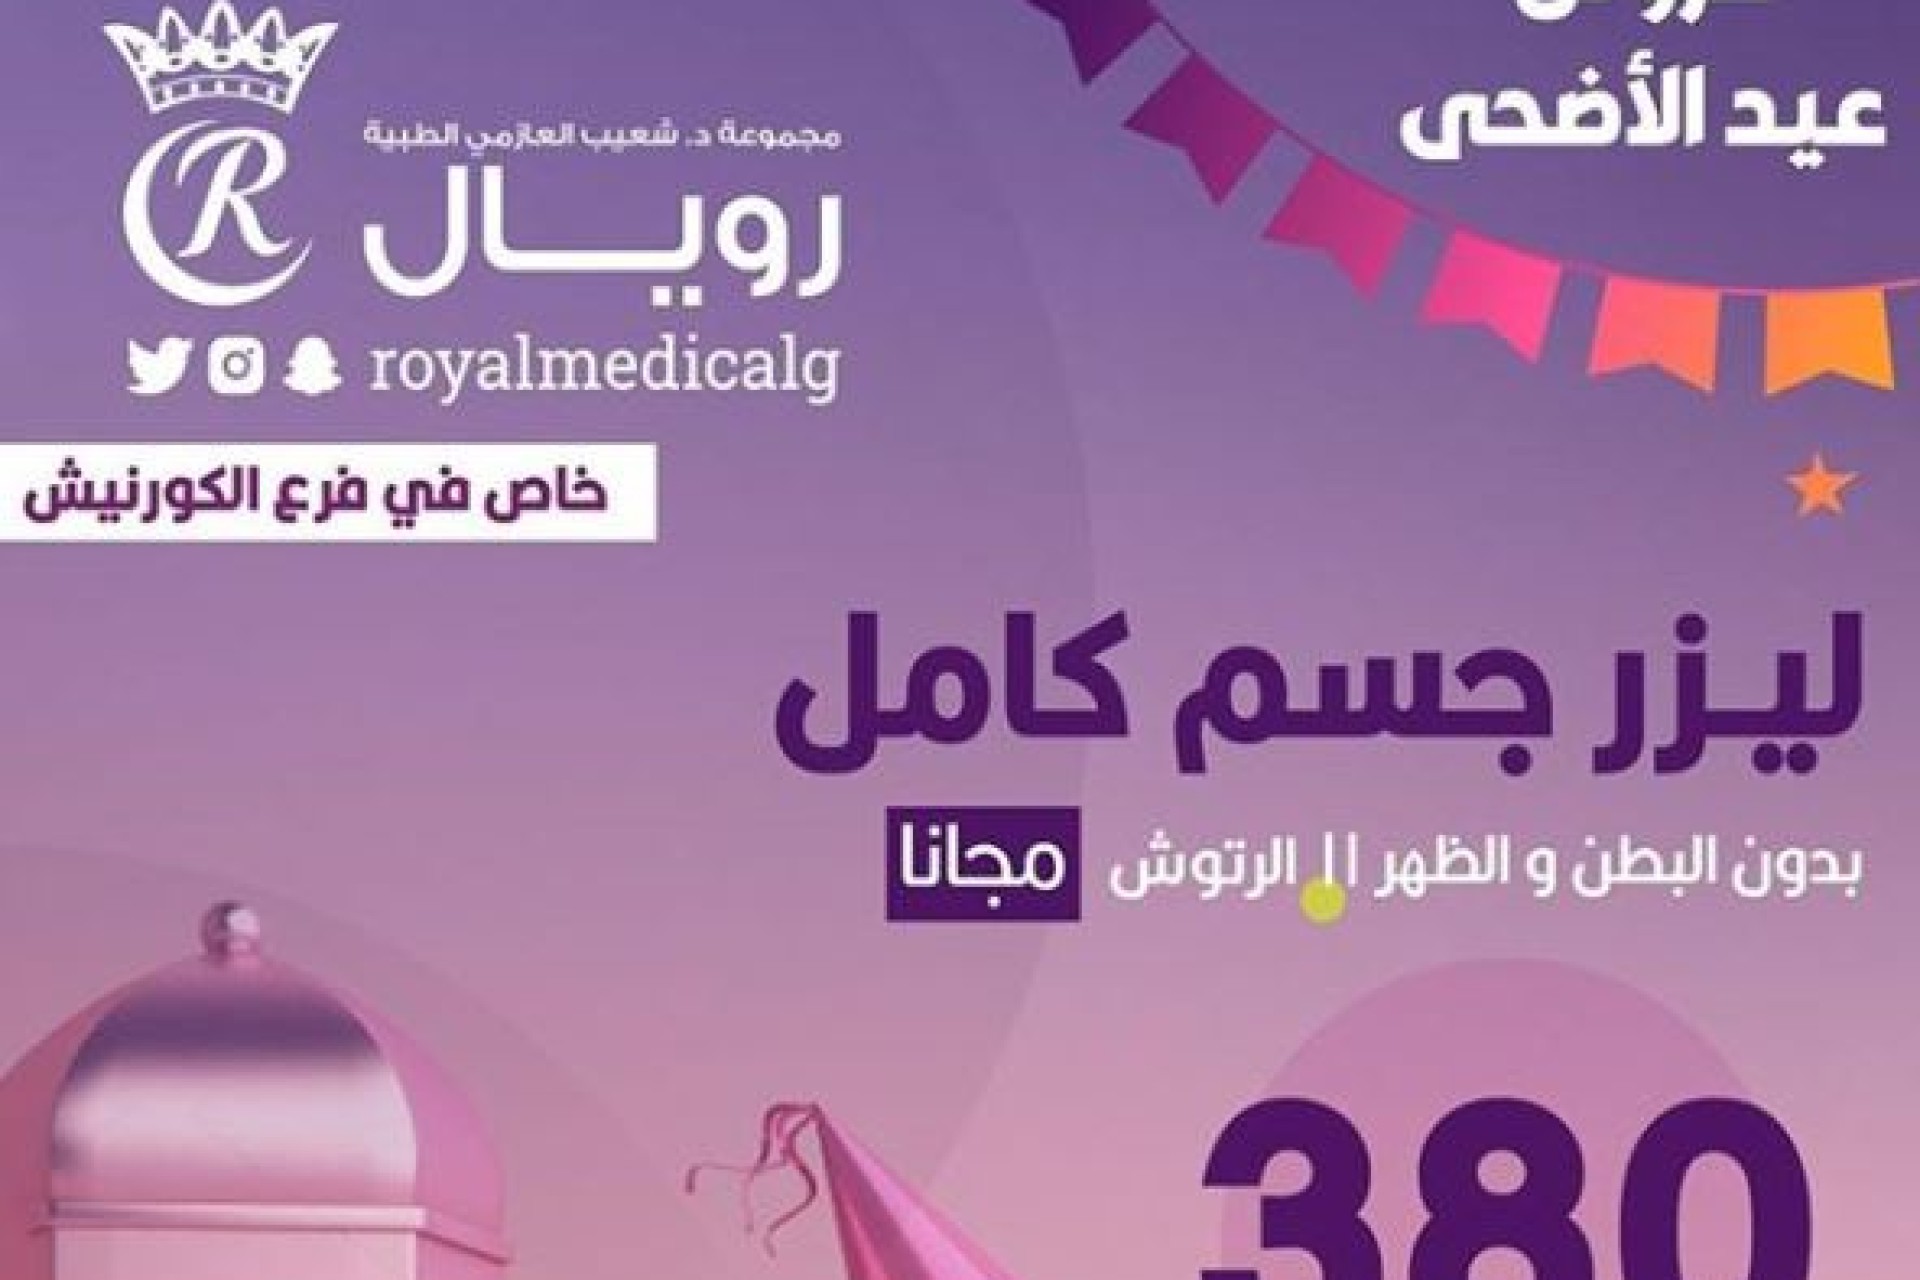 عيد الأضحى
مجموعة د. شعيب العازمي الطبية
رويال
R
royalmedicalg
خاص في فرع الكورنيش
ليزر جسم كامل
بدون البطن و الظهر || الرتوش مجانا
380